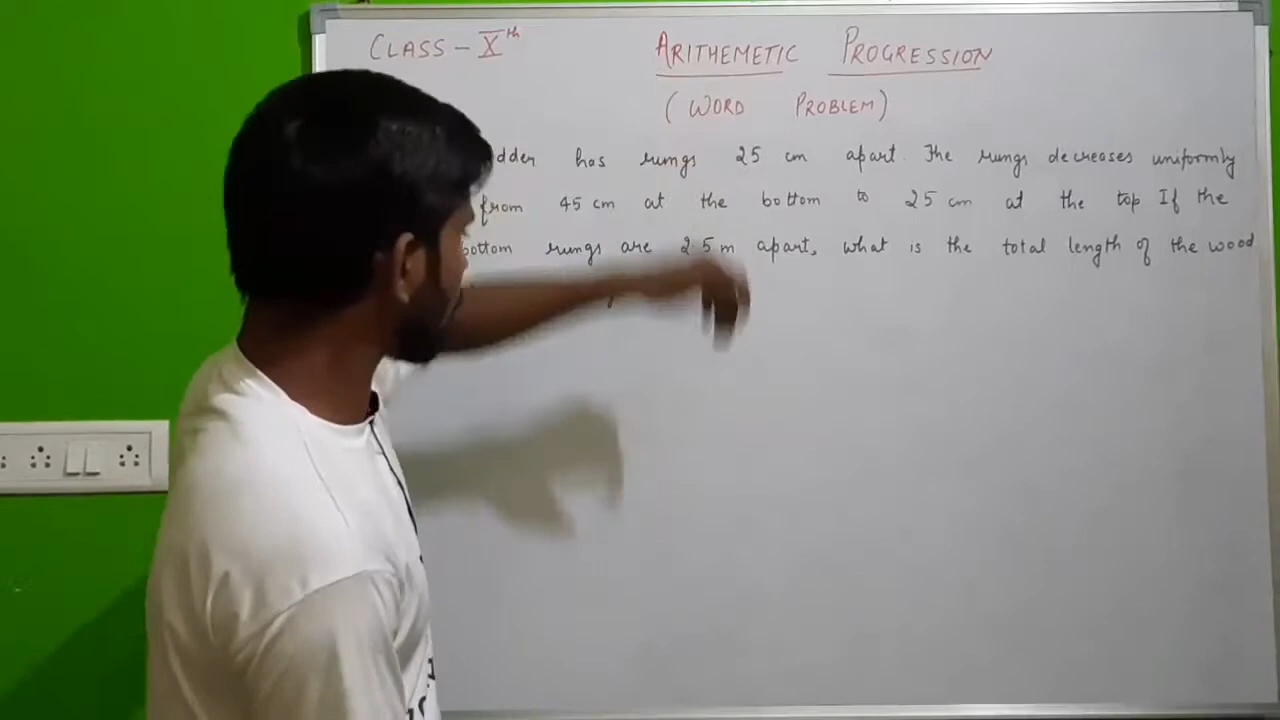 CLASS - Xth
ARITHEMETIC PROGRESSION
(WORD PROBLEM)
dder has rungs 25 cm apart. The rungs decreases uniformly
from 45 cm at the bottom to 25 cm at the top If the
bottom rungs are 2.5 m apart, what is the total length of the wood